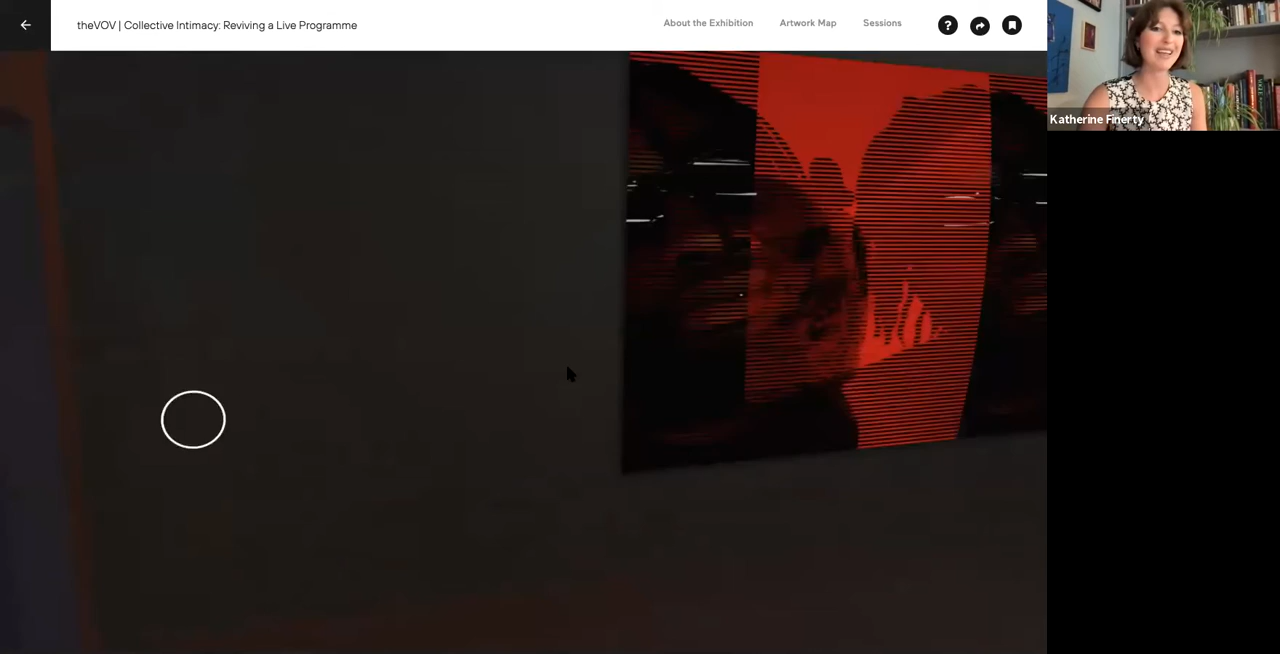 theVOV | Collective Intimacy: Reviving a Live Programme
About the Exhibition
Artwork Map
Sessions
?
Katherine Finerty